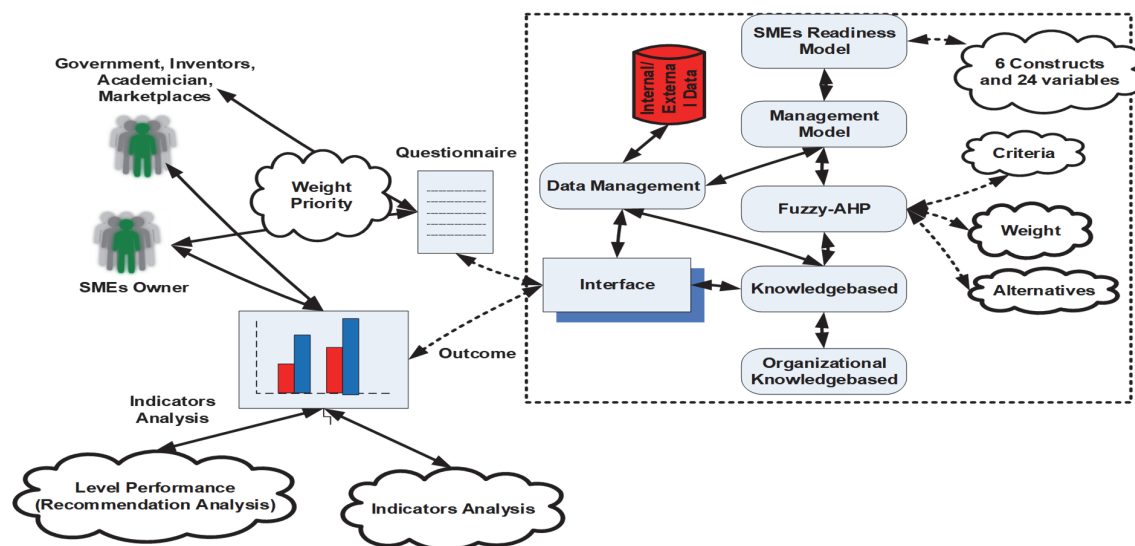 Government, Inventors,
Academician,
Marketplaces
SMEs Owner
Weight
Priority
Questionnaire
Outcome
Indicators
Analysis
Level Performance
(Recommendation Analysis)
Indicators Analysis
Internal/
Externa
l Data
Data Management
Interface
SMEs Readiness
Model
Management
Model
Fuzzy-AHP
Knowledgebased
Organizational
Knowledgebased
6 Constructs
and 24 variables
Criteria
Weight
Alternatives